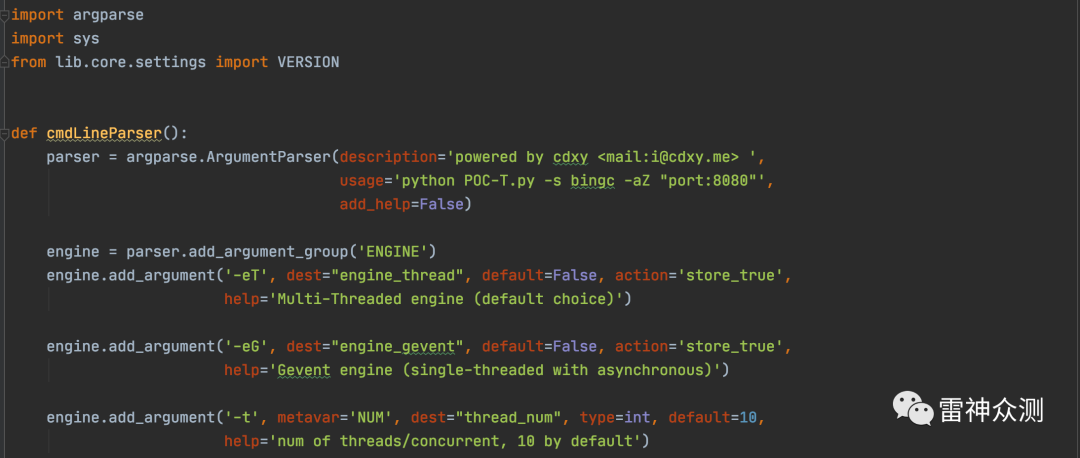 import argparse
import sys
from lib.core.settings import VERSION
def cmdLineParser():
    parser = argparse.ArgumentParser(description='powered by cdxy <mail:i@cdxy.me> ',
                                     usage='python POC-T.py -s bingc -aZ "port:8080"',
                                     add_help=False)
    engine = parser.add_argument_group('ENGINE')
    engine.add_argument('-eT', dest="engine_thread", default=False, action='store_true',
                        help='Multi-Threaded engine (default choice)')
    engine.add_argument('-eG', dest="engine_gevent", default=False, action='store_true',
                        help='Gevent engine (single-threaded with asynchronous)')
    engine.add_argument('-t', metavar='NUM', dest="thread_num", type=int, default=10,
                        help='num of threads/concurrent, 10 by default')
雷神众测